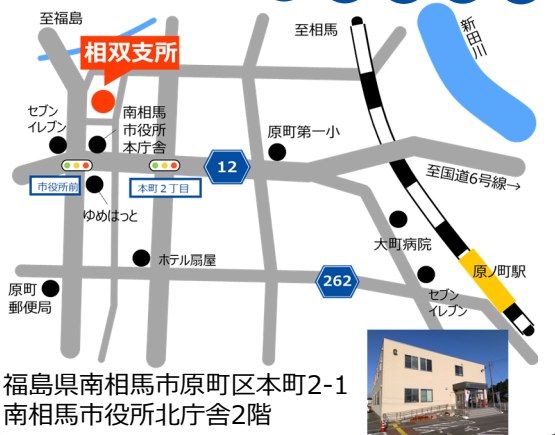 至福島
至相馬
新田川
相双支所
セブン
イレブン
南相馬
市役所
本庁舎
原町第一小
12
至国道6号線→
市役所前
本町2丁目
ゆめはっと
大町病院
ホテル扇屋
原ノ町駅
262
セブン
イレブン
原町
郵便局
福島県南相馬市原町区本町2-1
南相馬市役所北庁舎2階